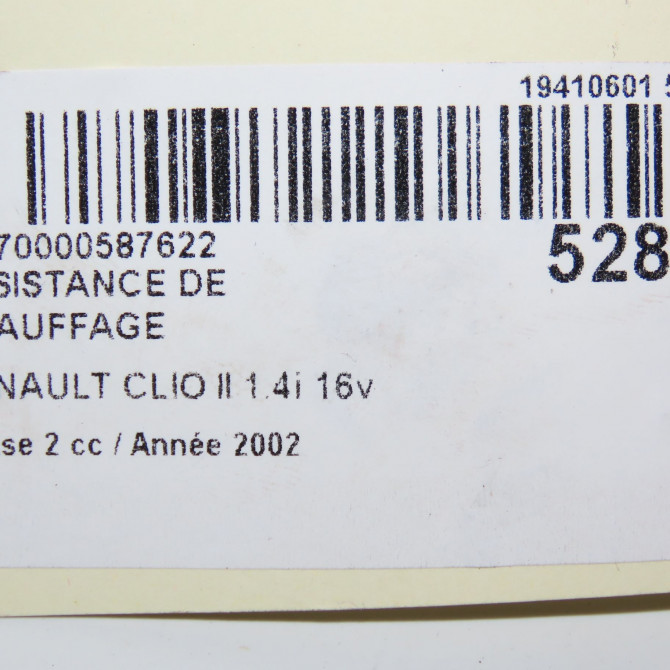 19410601 5
70000587622
528
SISTANCE DE
AUFFAGE
NAULT CLIO II 1.4i 16v
se 2 cc / Année 2002